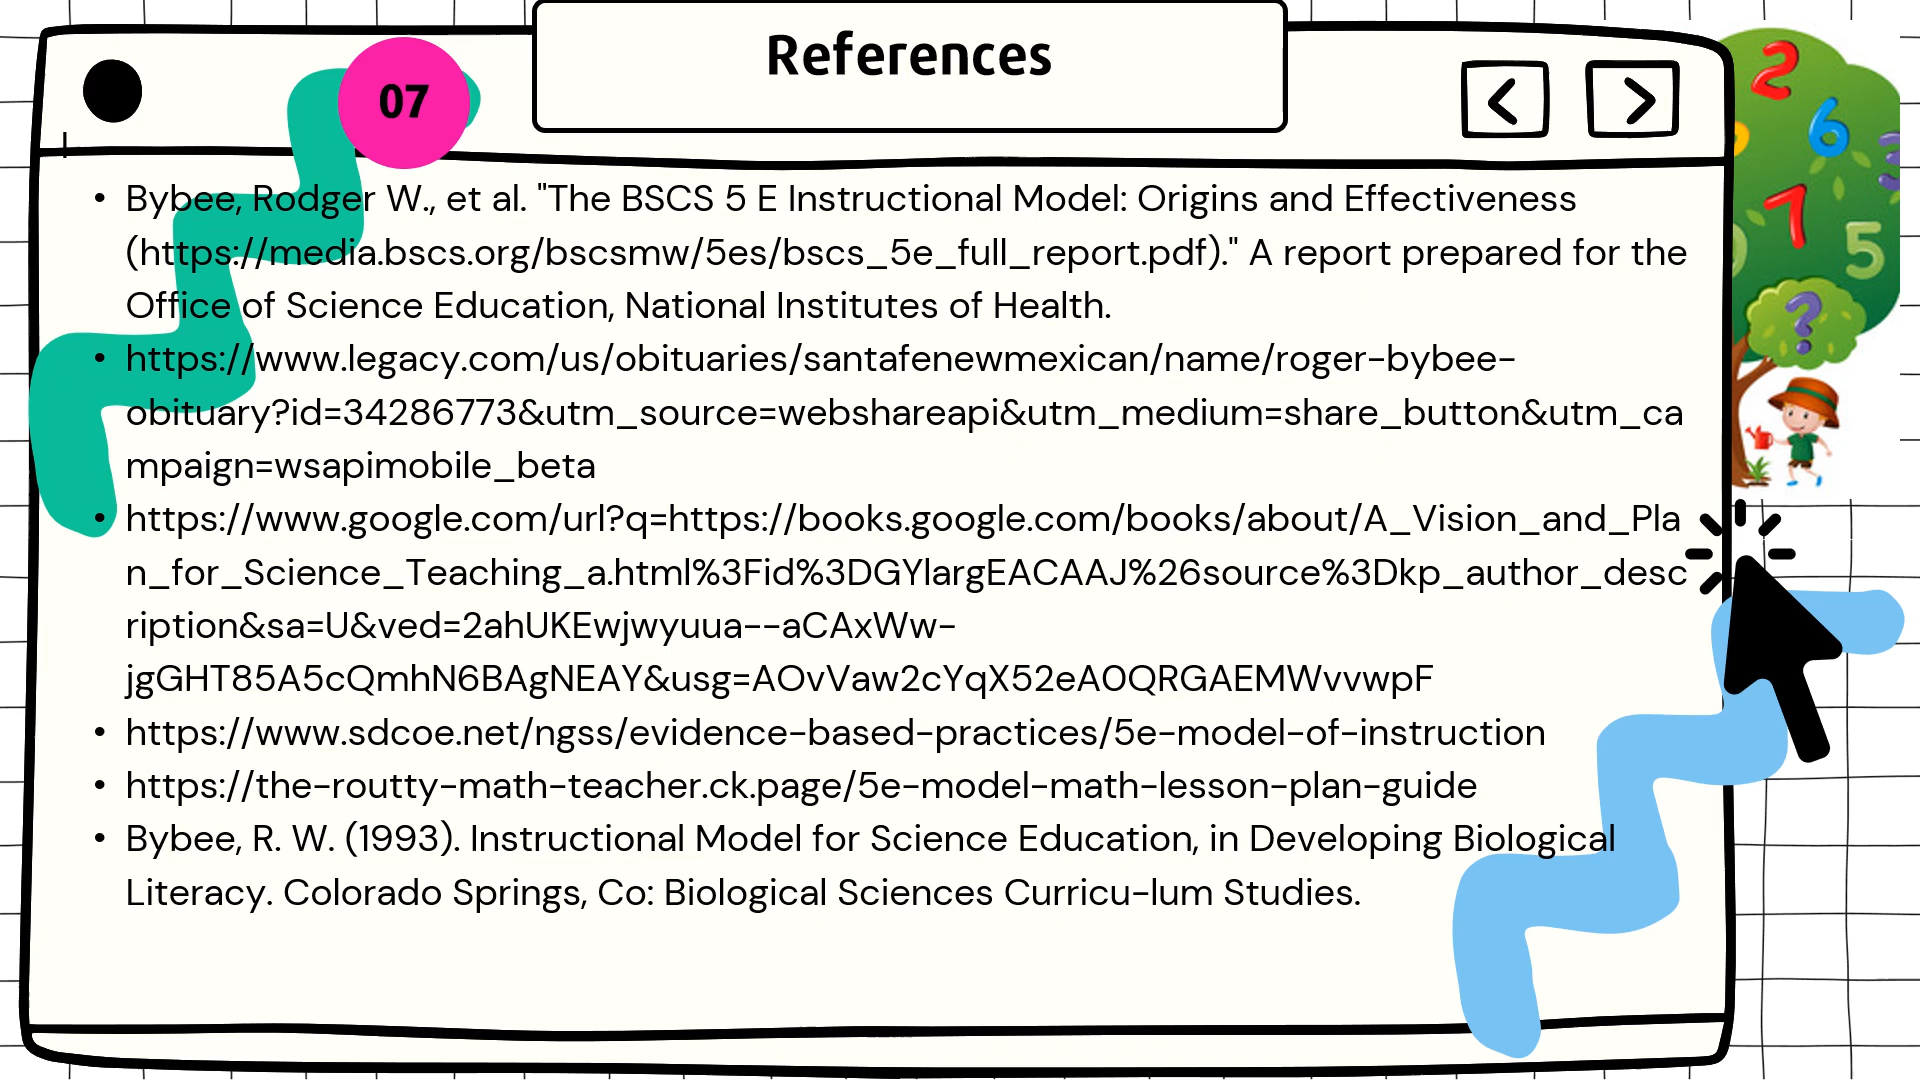 References
07
• Bybee, Rodger W., et al. "The BSCS 5 E Instructional Model: Origins and Effectiveness
(https://media.bscs.org/bscsmw/5es/bscs_5e_full_report.pdf)." A report prepared for the
Office of Science Education, National Institutes of Health.
• https://www.legacy.com/us/obituaries/santafenewmexican/name/roger-bybee-
obituary?id=34286773&utm_source=webshareapi&utm_medium=share_button&utm_ca
mpaign=wsapimobile_beta
• https://www.google.com/url?q=https://books.google.com/books/about/A_Vision_and_Pla
n_for_Science_Teaching_a.html%3Fid%3DGYlargEACAAJ%26source%3Dkp_author_desc
ription&sa=U&ved=2ahUKEwjwyuua--aCAxWw-
jgGHT85A5cQmhN6BAgNEAY&usg=AOvVaw2cYqX52eA0QRGAEMWvvwpF
• https://www.sdcoe.net/ngss/evidence-based-practices/5e-model-of-instruction
• https://the-routty-math-teacher.ck.page/5e-model-math-lesson-plan-guide
• Bybee, R. W. (1993). Instructional Model for Science Education, in Developing Biological
Literacy. Colorado Springs, Co: Biological Sciences Curricu-lum Studies.
2
6
3
7
5
?